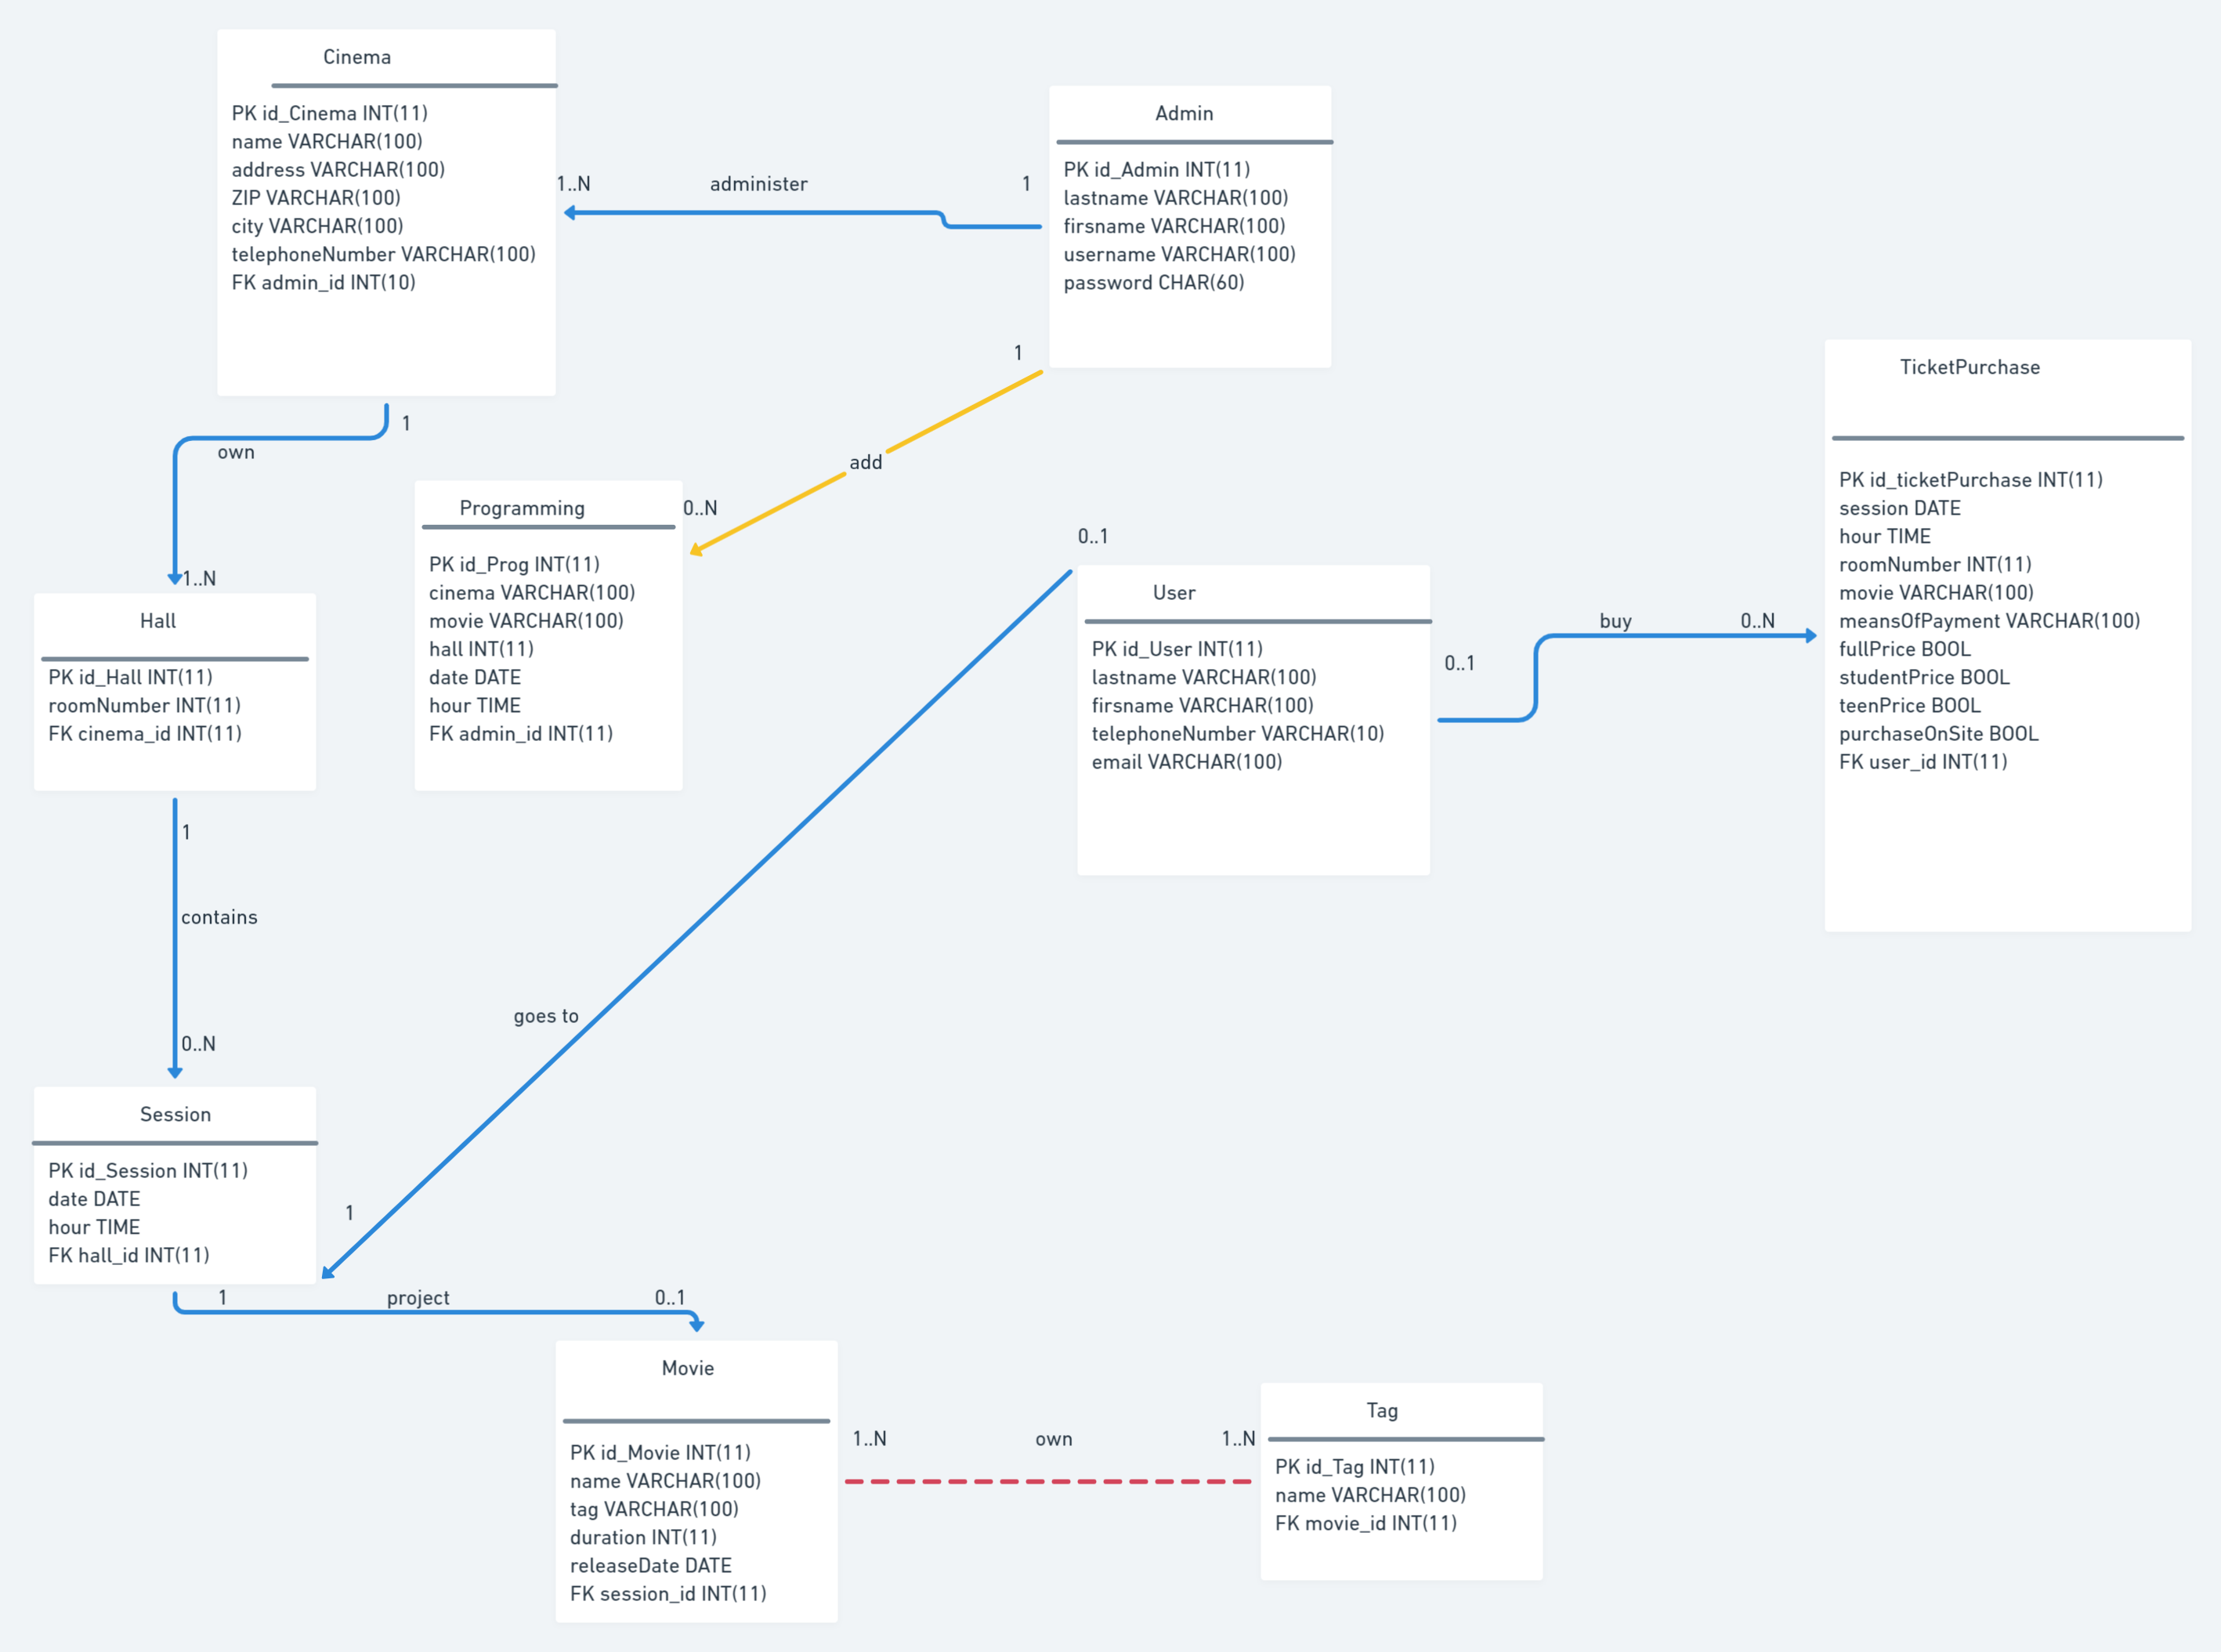 Cinema
PK id_Cinema INT(11)
name VARCHAR(100)
address VARCHAR(100)
ZIP VARCHAR(100)
city VARCHAR(100)
telephoneNumber VARCHAR(100)
FK admin_id INT(10)
1..N
administer
1
Admin
PK id_Admin INT(11)
lastname VARCHAR(100)
firsname VARCHAR(100)
username VARCHAR(100)
password CHAR(60)
1
add
0..N
1
own
1..N
Programming
PK id_Prog INT(11)
cinema VARCHAR(100)
movie VARCHAR(100)
hall INT(11)
date DATE
hour TIME
FK admin_id INT(11)
Hall
PK id_Hall INT(11)
roomNumber INT(11)
FK cinema_id INT(11)
0..1
User
PK id_User INT(11)
lastname VARCHAR(100)
firsname VARCHAR(100)
telephoneNumber VARCHAR(10)
email VARCHAR(100)
0..1
buy
0..N
TicketPurchase
PK id_ticketPurchase INT(11)
session DATE
hour TIME
roomNumber INT(11)
movie VARCHAR(100)
meansOfPayment VARCHAR(100)
fullPrice BOOL
studentPrice BOOL
teenPrice BOOL
purchaseOnSite BOOL
FK user_id INT(11)
1
contains
0..N
goes to
1
Session
PK id_Session INT(11)
date DATE
hour TIME
FK hall_id INT(11)
1
project
0..1
Movie
PK id_Movie INT(11)
name VARCHAR(100)
tag VARCHAR(100)
duration INT(11)
releaseDate DATE
FK session_id INT(11)
1..N
own
1..N
Tag
PK id_Tag INT(11)
name VARCHAR(100)
FK movie_id INT(11)